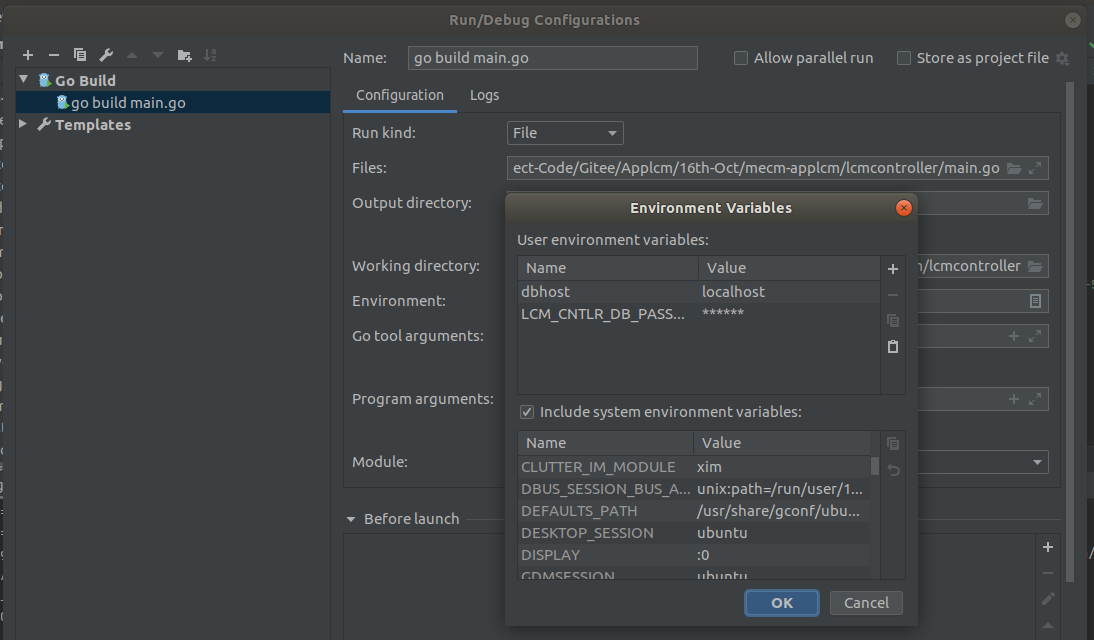 Run/Debug Configurations
Name: go build main.go Allow parallel run Store as project file
Go Build
go build main.go
Templates
Configuration Logs
Run kind: File
Files: ect-Code/Gitee/Applcm/16th-Oct/mecm-applcm/lcmcontroller/main.go
Output directory:
Working directory: n/lcmcontroller
Environment:
Go tool arguments:
Program arguments:
Module:
Before launch
Environment Variables
User environment variables:
Name Value
dbhost localhost
LCM_CNTLR_DB_PASS... ******
Include system environment variables:
Name Value
CLUTTER_IM_MODULE xim
DBUS_SESSION_BUS_A... unix:path=/run/user/1...
DEFAULTS_PATH /usr/share/gconf/ubu...
DESKTOP_SESSION ubuntu
DISPLAY :0
GDMSESSION ubuntu
OK Cancel